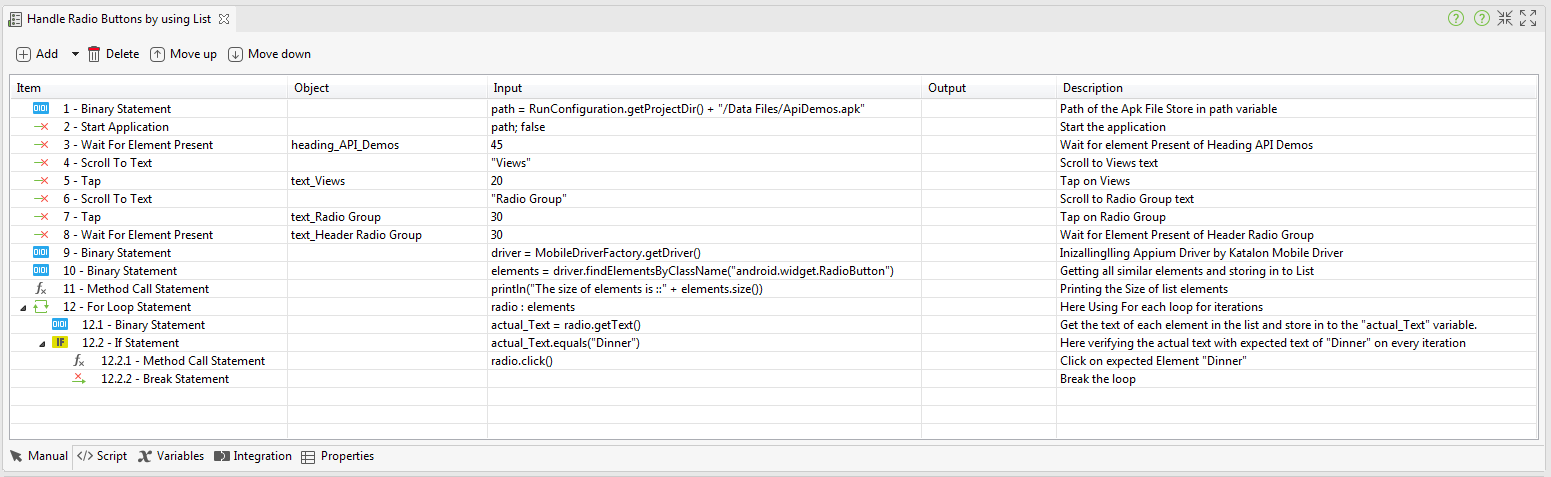 Handle Radio Buttons by using List
Add Delete Move up Move down
Item Object Input Output Description
1 - Binary Statement path = RunConfiguration.getProjectDir() + "/Data Files/ApiDemos.apk" Path of the Apk File Store in path variable
2 - Start Application path; false Start the application
3 - Wait For Element Present heading_API_Demos 45 Wait for element Present of Heading API Demos
4 - Scroll To Text "Views" Scroll to Views text
5 - Tap text_Views 20 Tap on Views
6 - Scroll To Text "Radio Group" Scroll to Radio Group text
7 - Tap text_Radio Group 30 Tap on Radio Group
8 - Wait For Element Present text_Header Radio Group 30 Wait for Element Present of Header Radio Group
9 - Binary Statement driver = MobileDriverFactory.getDriver() Inizallinglling Appium Driver by Katalon Mobile Driver
10 - Binary Statement elements = driver.findElementsByClassName("android.widget.RadioButton") Getting all similar elements and storing in to List
11 - Method Call Statement println("The size of elements is ::" + elements.size()) Printing the Size of list elements
12 - For Loop Statement radio : elements Here Using For each loop for iterations
12.1 - Binary Statement actual_Text = radio.getText() Get the text of each element in the list and store in to the "actual_Text" variable.
IF 12.2 - If Statement actual_Text.equals("Dinner") Here verifying the actual text with expected text of "Dinner" on every iteration
12.2.1 - Method Call Statement radio.click() Click on expected Element "Dinner"
12.2.2 - Break Statement Break the loop
Manual </> Script Variables Integration Properties